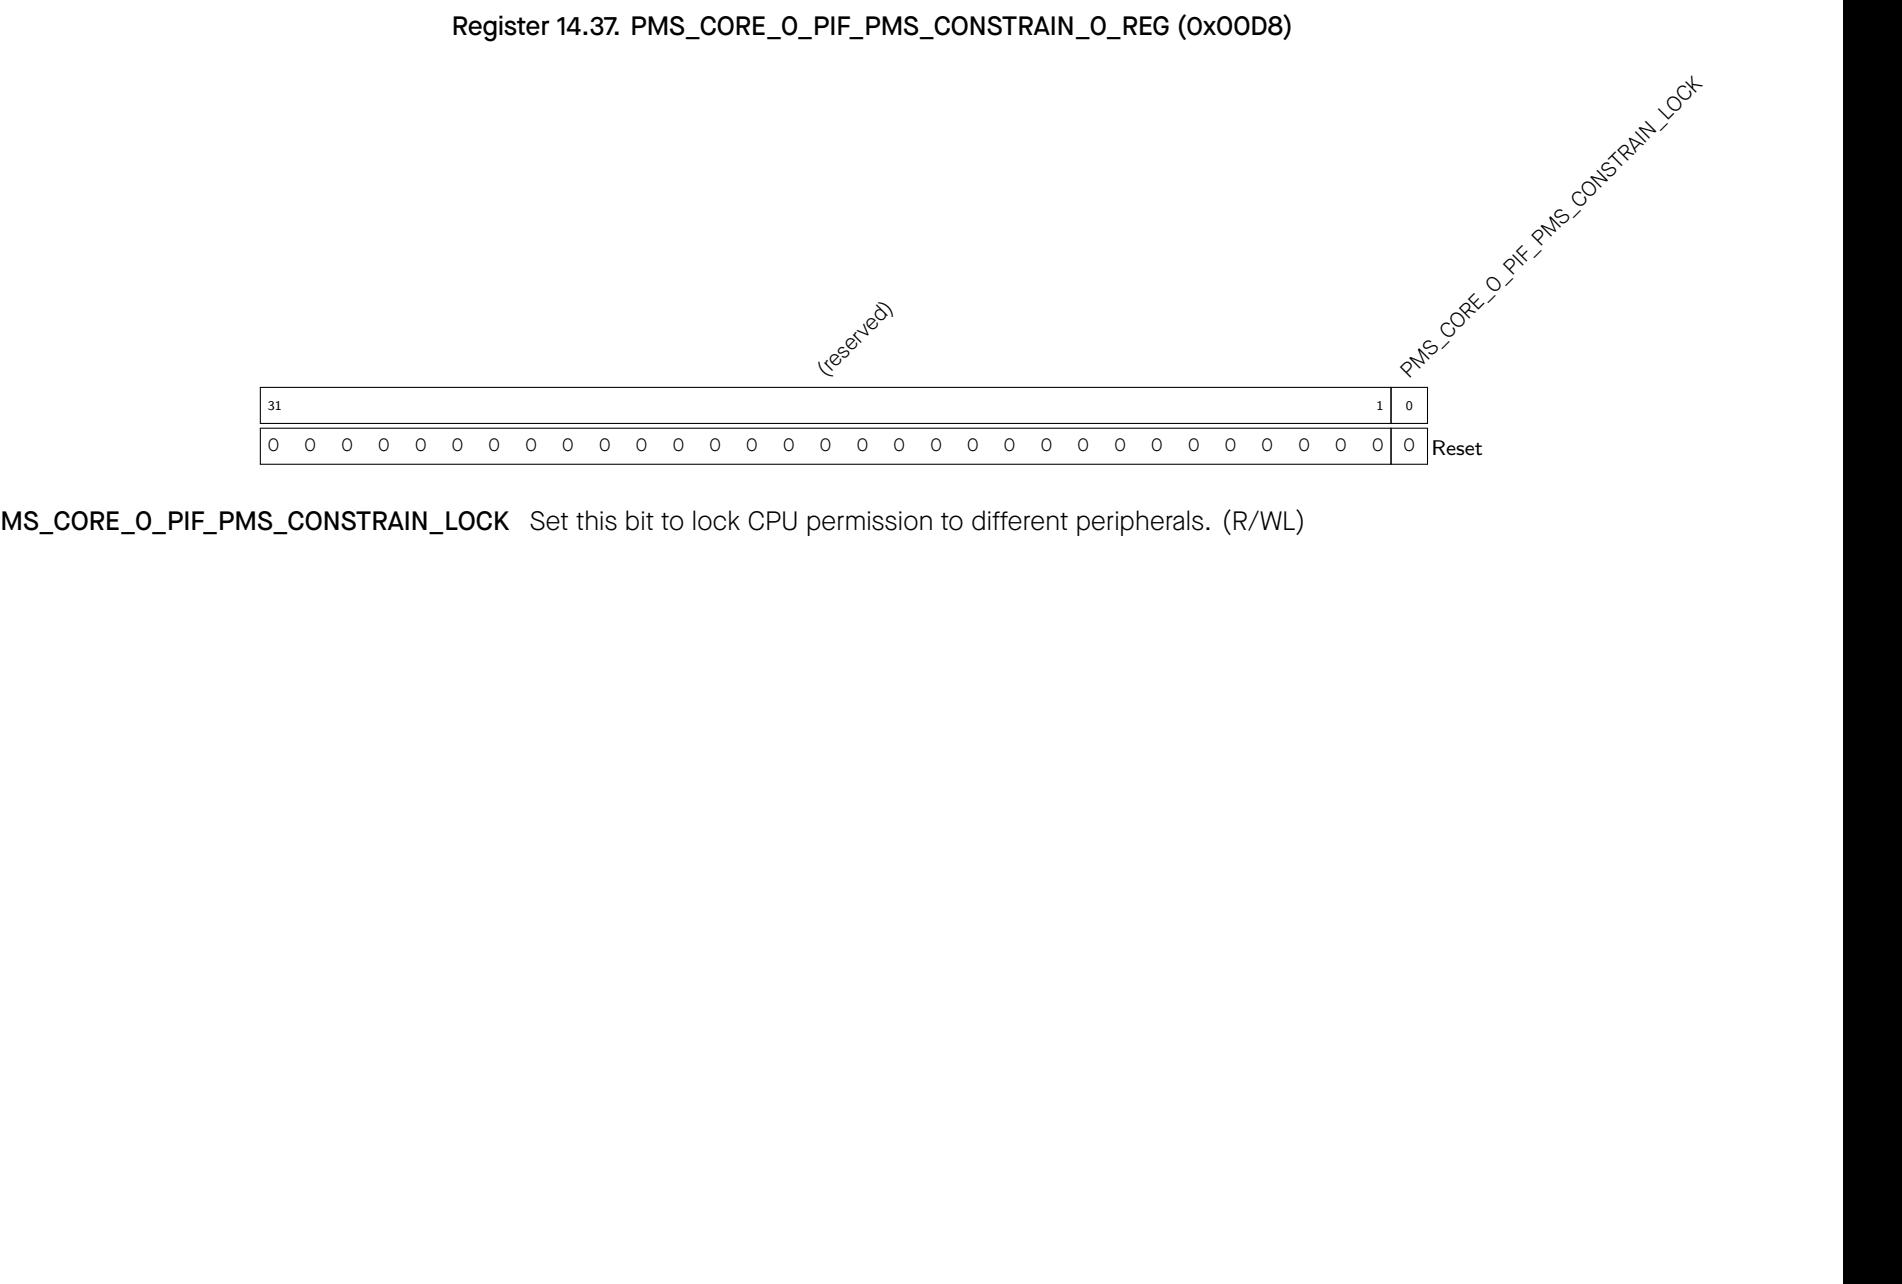 Register 14.37. PMS_CORE_0_PIF_PMS_CONSTRAIN_0_REG (0x00D8)
PMS_CORE_0_PIF_PMS_CONSTRAIN_LOCK
(reserved)
31 1 0
0 0 0 0 0 0 0 0 0 0 0 0 0 0 0 0 0 0 0 0 0 0 0 0 0 0 0 0 0 0 0 0 Reset
MS_CORE_0_PIF_PMS_CONSTRAIN_LOCK Set this bit to lock CPU permission to different peripherals. (R/WL)